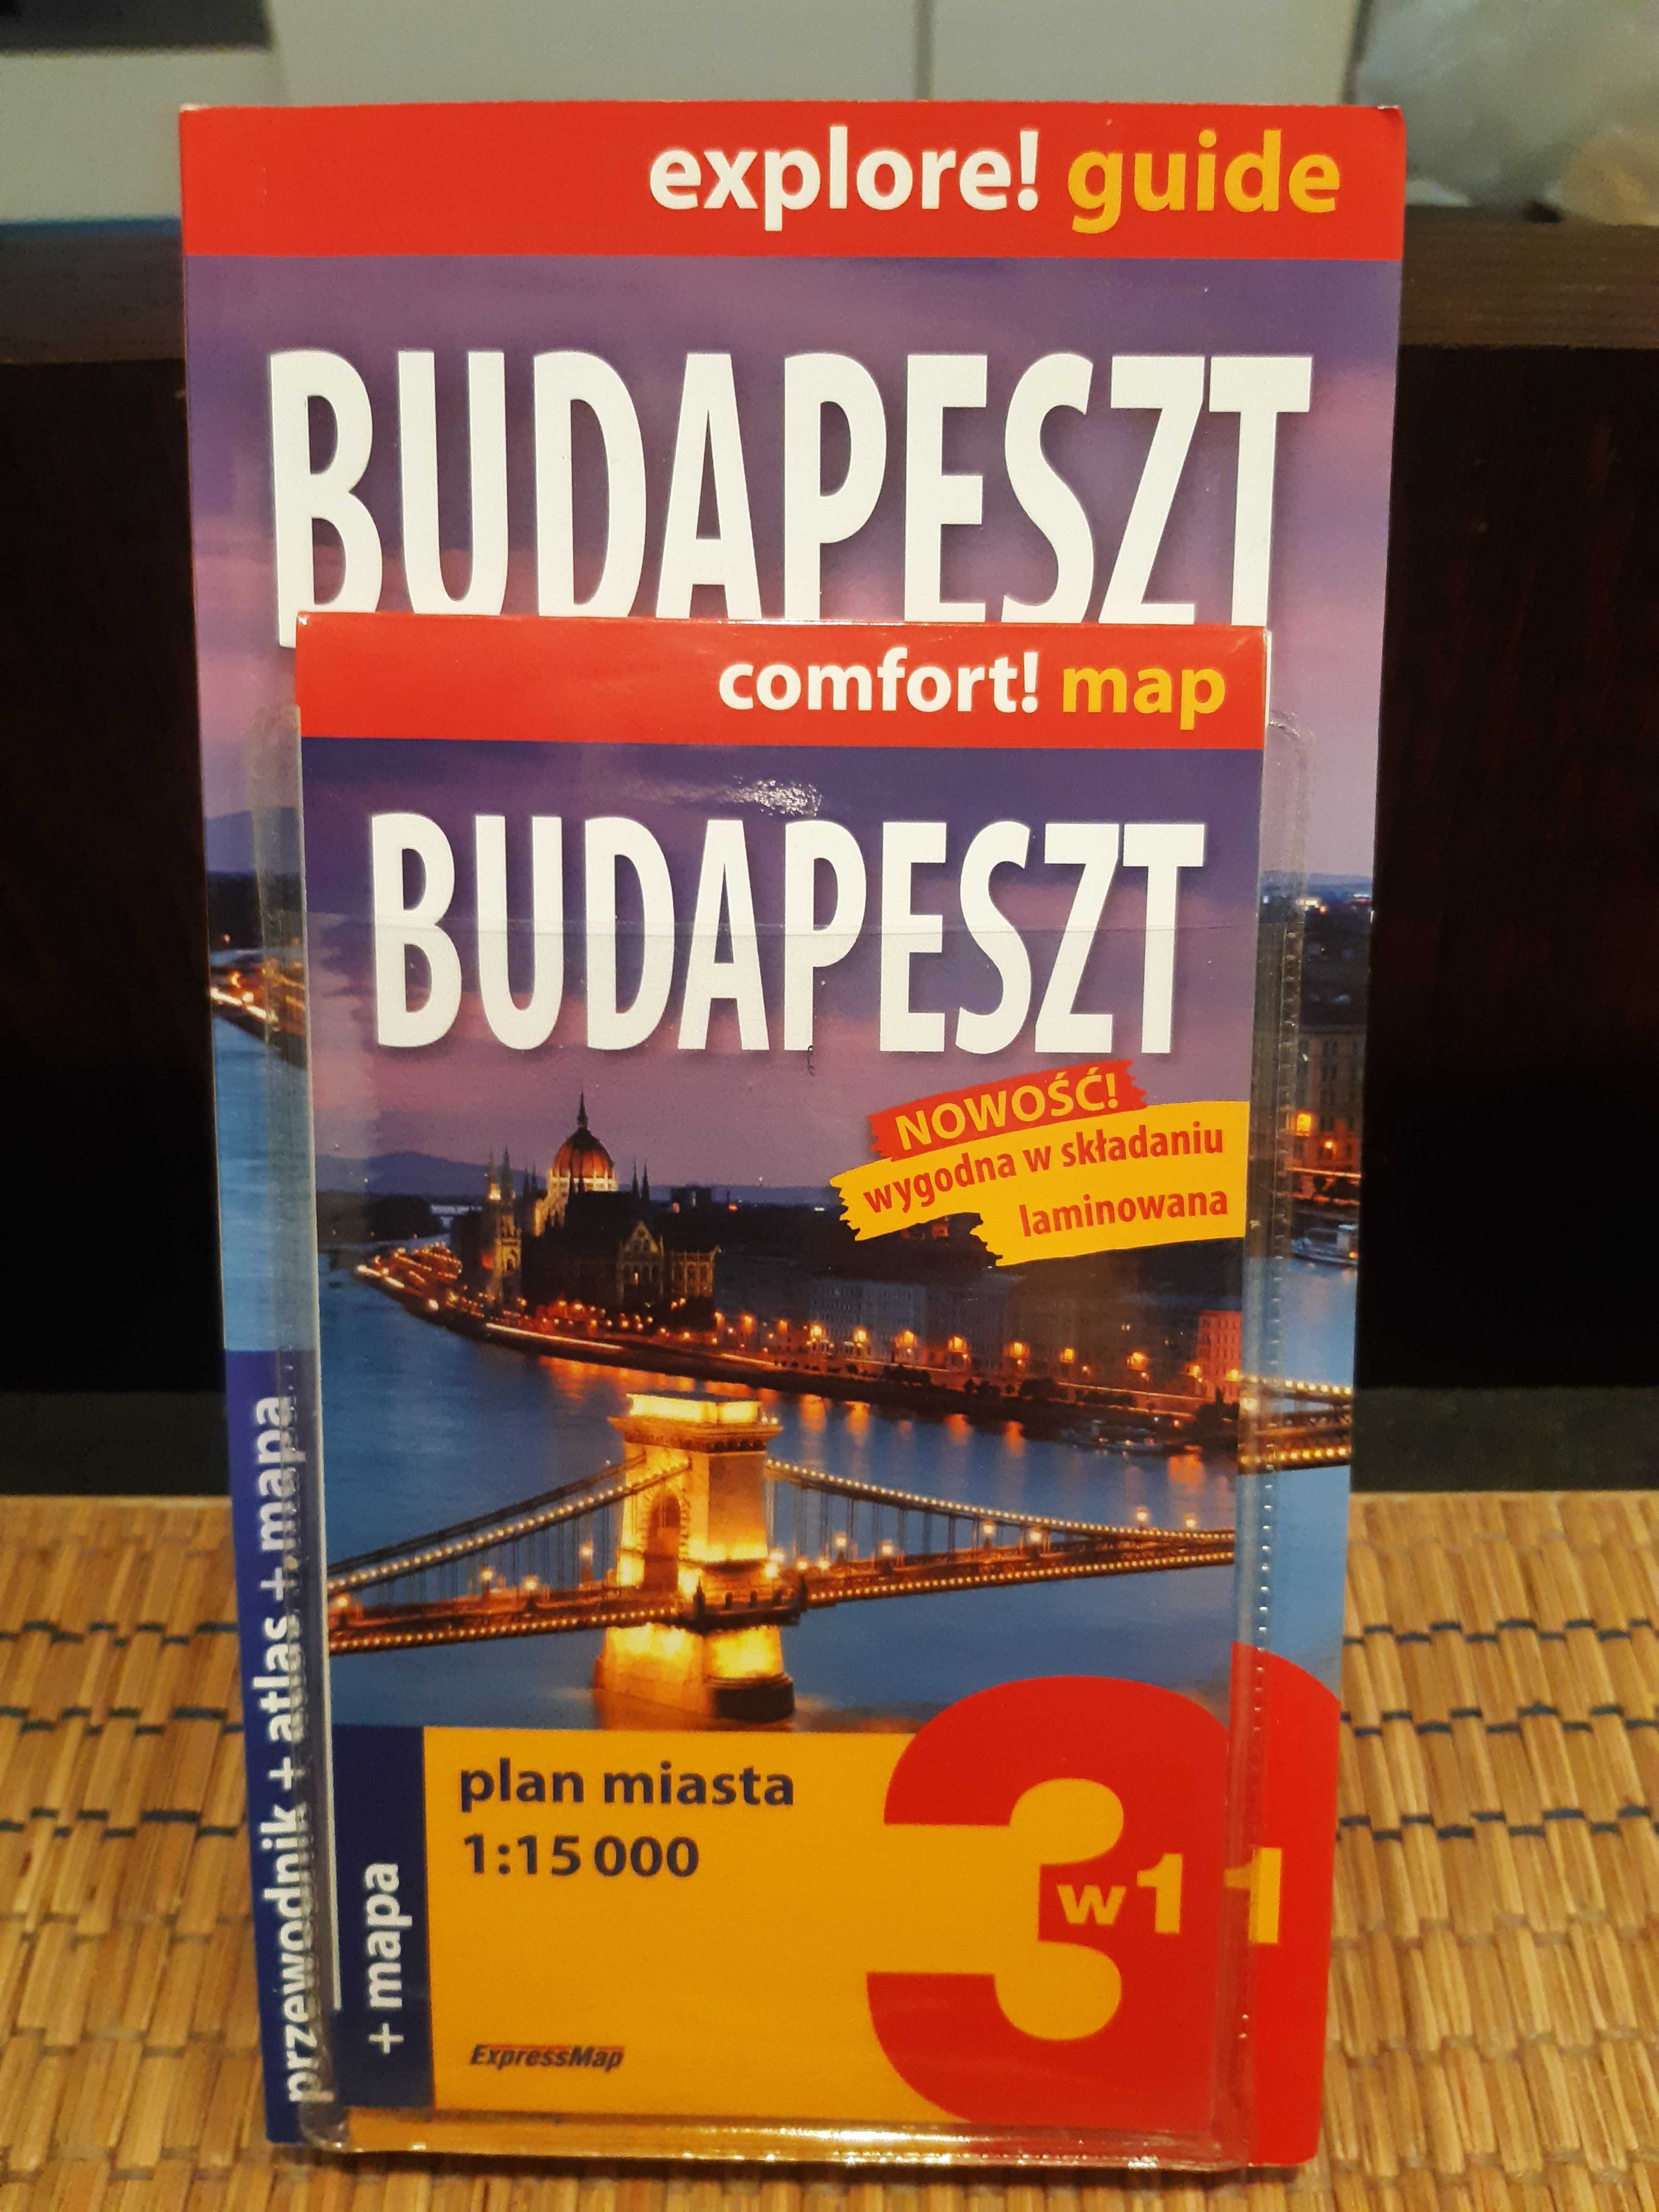 explore! guide
BUDAPESZT
comfort! map
BUDAPESZT
NOWOŚĆ!
wygodna w składaniu
laminowana
przewodnik + atlas + mapa
+ mapa
plan miasta
1:15 000
3 w 1
1
ExpressMap